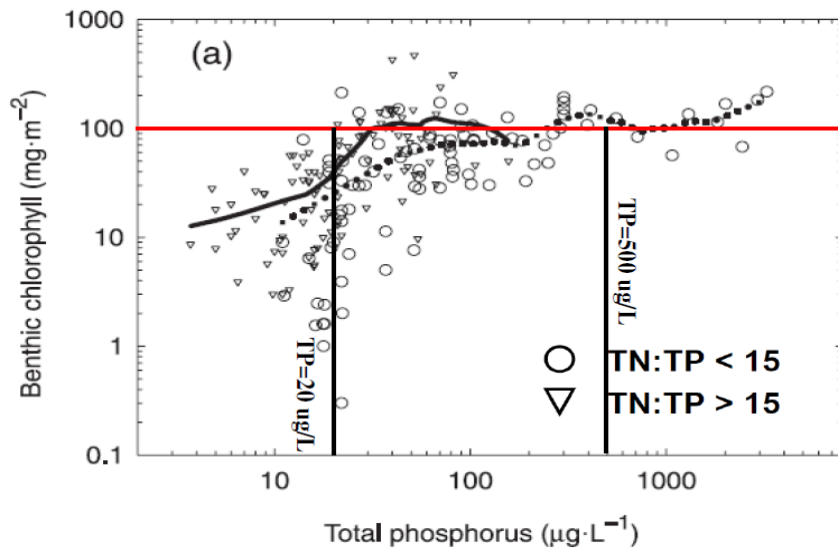 (a)
1000
100
10
1
0.1
Benthic chlorophyll (mg·m⁻²)
TP=20 ug/L
TP=500 ug/L
TN:TP < 15
TN:TP > 15
10
100
1000
Total phosphorus (µg·L⁻¹)